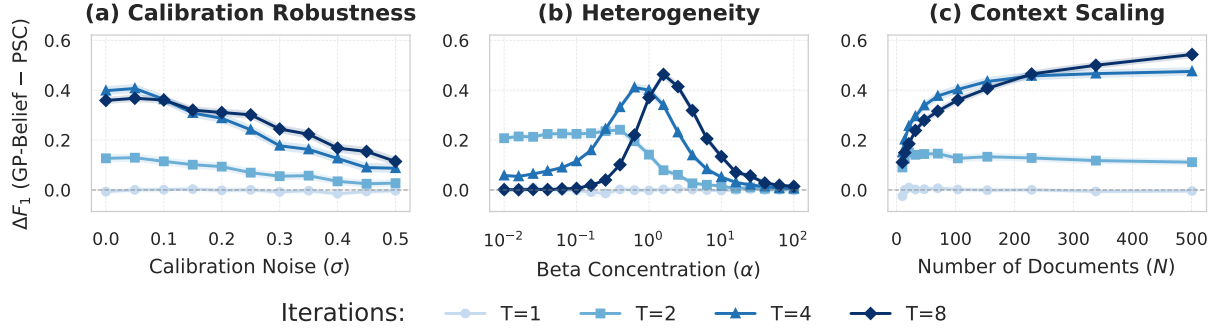 (a) Calibration Robustness
(b) Heterogeneity
(c) Context Scaling
ΔF₁ (GP-Belief − PSC)
0.6
0.4
0.2
0.0
0.0 0.1 0.2 0.3 0.4 0.5
Calibration Noise (σ)
0.6
0.4
0.2
0.0
10⁻² 10⁻¹ 10⁰ 10¹ 10²
Beta Concentration (α)
0.6
0.4
0.2
0.0
0 100 200 300 400 500
Number of Documents (N)
Iterations: T=1 T=2 T=4 T=8